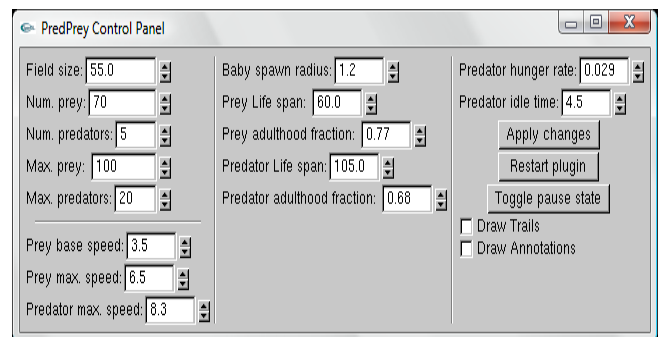 PredPrey Control Panel
Field size: 55.0
Num. prey: 70
Num. predators: 5
Max. prey: 100
Max. predators: 20
Prey base speed: 3.5
Prey max. speed: 6.5
Predator max. speed: 8.3
Baby spawn radius: 1.2
Prey Life span: 60.0
Prey adulthood fraction: 0.77
Predator Life span: 105.0
Predator adulthood fraction: 0.68
Predator hunger rate: 0.029
Predator idle time: 4.5
Apply changes
Restart plugin
Toggle pause state
Draw Trails
Draw Annotations